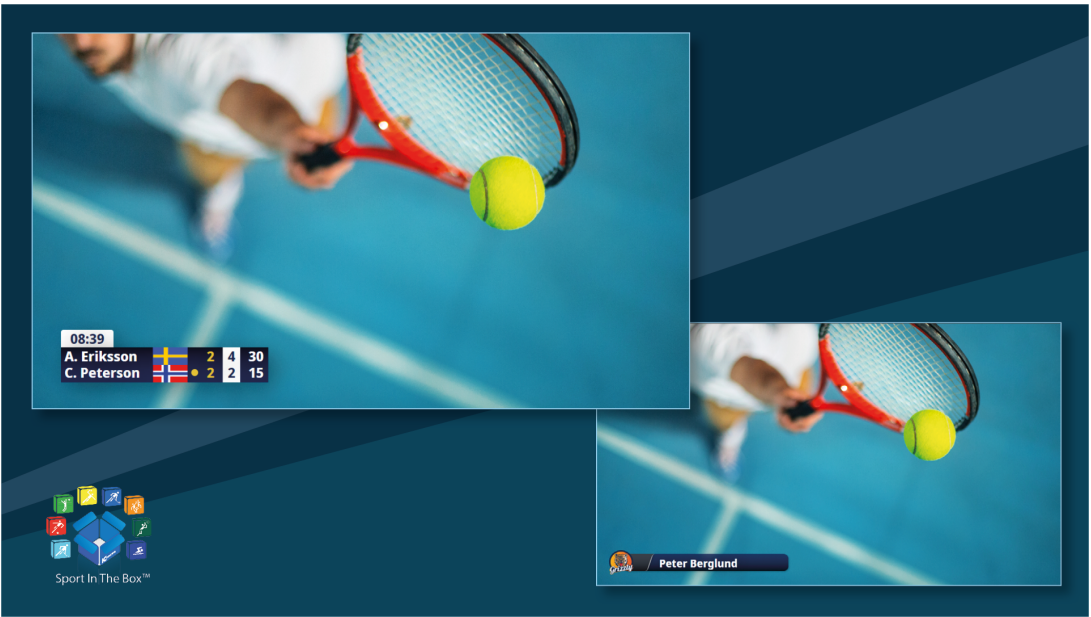 08:39
A. Eriksson 2 4 30
C. Peterson 2 2 15
Grizzly
Peter Berglund
Sport In The Box™